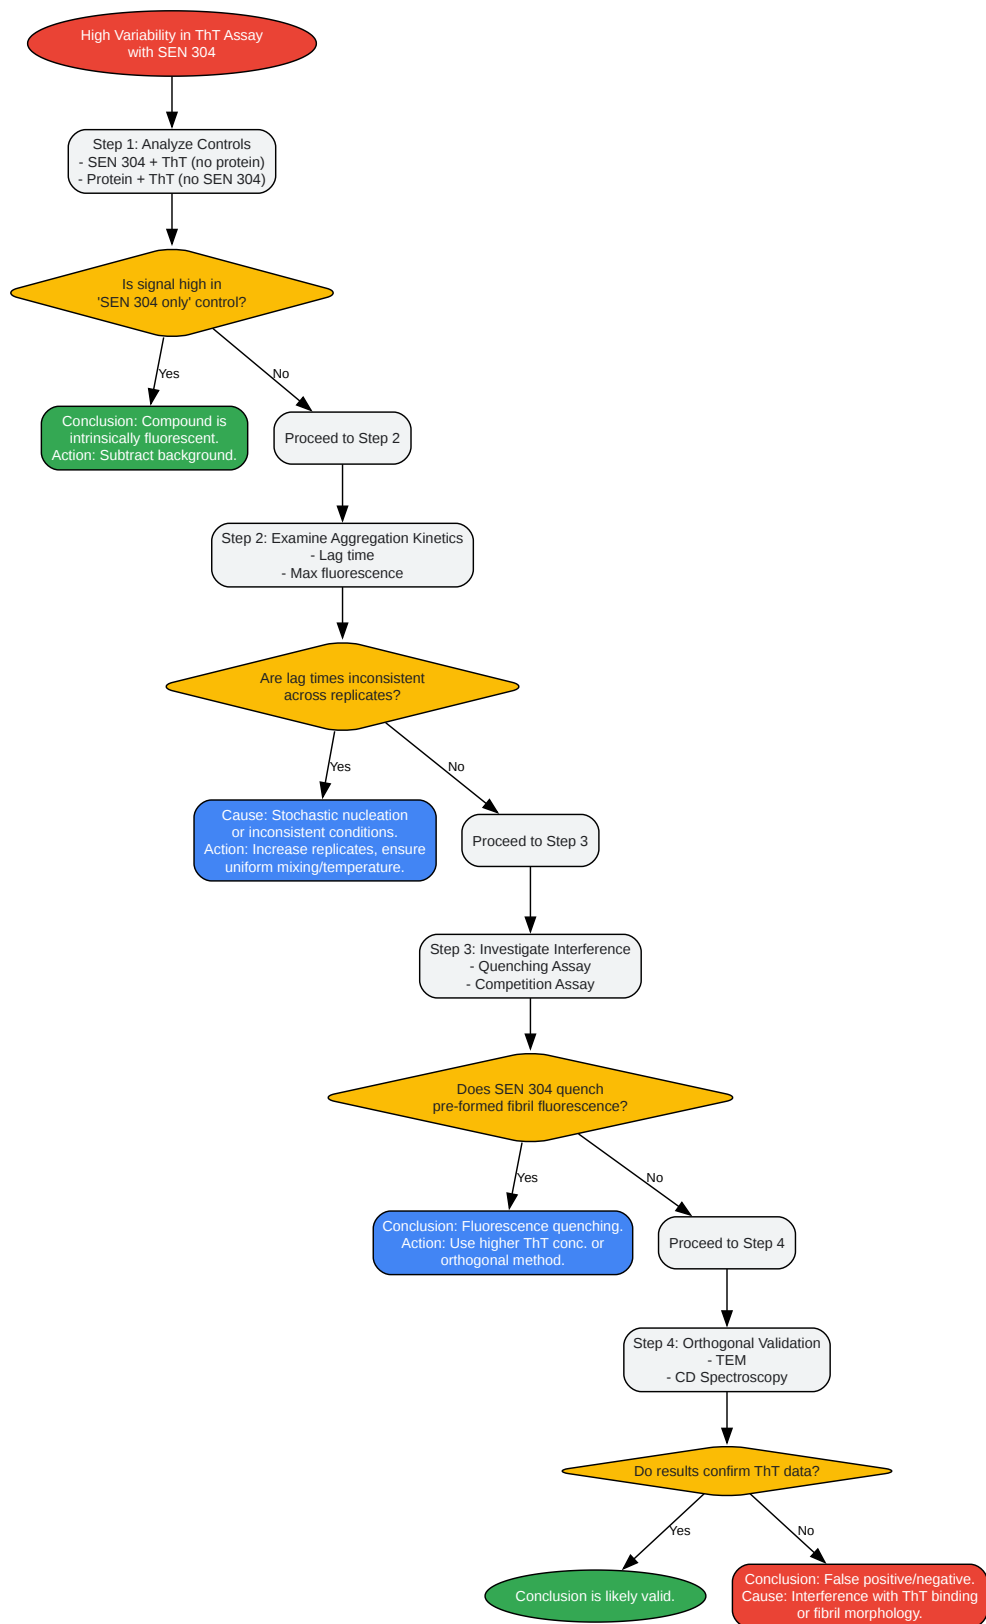 High Variability in ThT Assay
with SEN 304
Step 1: Analyze Controls
- SEN 304 + ThT (no protein)
- Protein + ThT (no SEN 304)
Is signal high in
'SEN 304 only' control?
Yes
No
Conclusion: Compound is
intrinsically fluorescent.
Action: Subtract background.
Proceed to Step 2
Step 2: Examine Aggregation Kinetics
- Lag time
- Max fluorescence
Are lag times inconsistent
across replicates?
Yes
No
Cause: Stochastic nucleation
or inconsistent conditions.
Action: Increase replicates, ensure
uniform mixing/temperature.
Proceed to Step 3
Step 3: Investigate Interference
- Quenching Assay
- Competition Assay
Does SEN 304 quench
pre-formed fibril fluorescence?
Yes
No
Conclusion: Fluorescence quenching.
Action: Use higher ThT conc. or
orthogonal method.
Proceed to Step 4
Step 4: Orthogonal Validation
- TEM
- CD Spectroscopy
Do results confirm ThT data?
Yes
No
Conclusion is likely valid.
Conclusion: False positive/negative.
Cause: Interference with ThT binding
or fibril morphology.